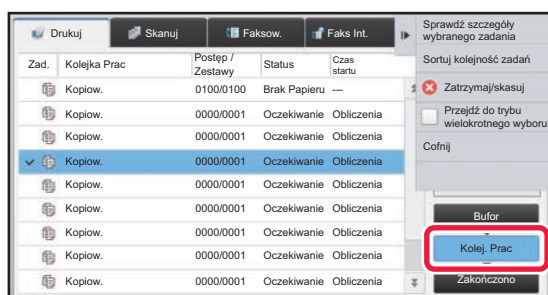 Drukuj
Skanuj
Faksow.
Faks Int.
Zad.
Kolejka Prac
Postęp /
Zestawy
Status
Czas
startu
Kopiow. 0100/0100 Brak Papieru ---
Kopiow. 0000/0001 Oczekiwanie Obliczenia
Kopiow. 0000/0001 Oczekiwanie Obliczenia
Kopiow. 0000/0001 Oczekiwanie Obliczenia
Kopiow. 0000/0001 Oczekiwanie Obliczenia
Kopiow. 0000/0001 Oczekiwanie Obliczenia
Kopiow. 0000/0001 Oczekiwanie Obliczenia
Kopiow. 0000/0001 Oczekiwanie Obliczenia
Kopiow. 0000/0001 Oczekiwanie Obliczenia
Sprawdź szczegóły
wybranego zadania
Sortuj kolejność zadań
Zatrzymaj/skasuj
Przejdź do trybu
wielokrotnego wyboru
Cofnij
Bufor
Kolej. Prac
Zakończono